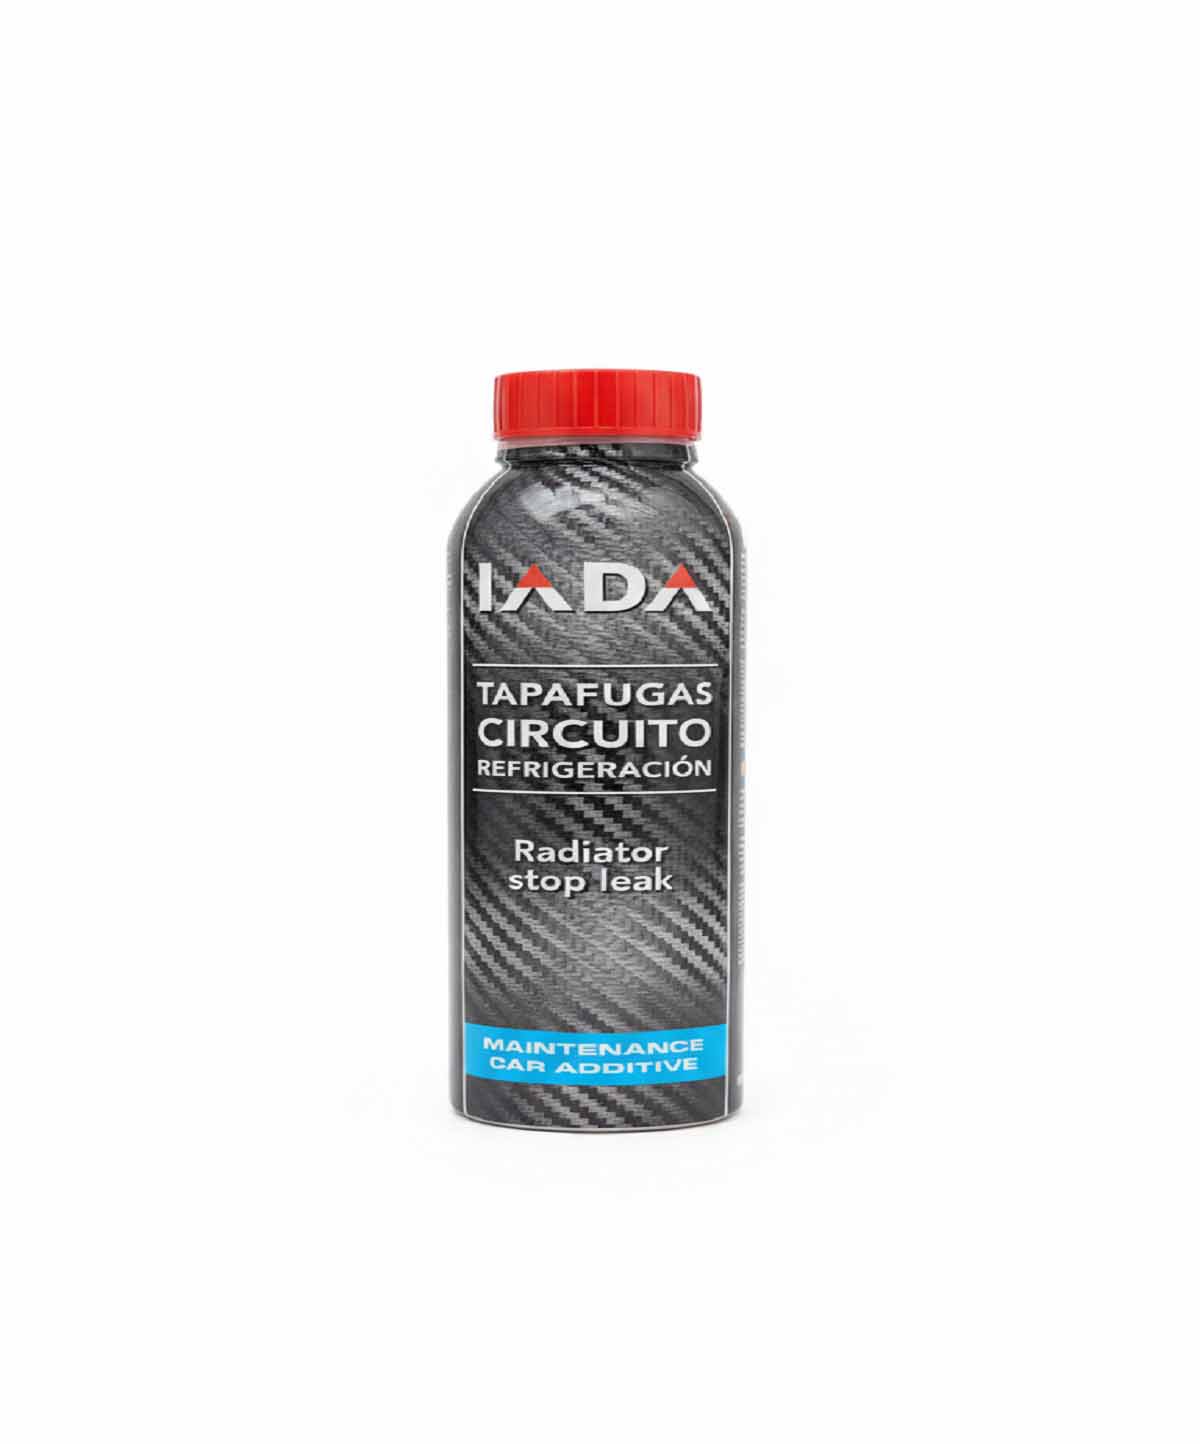 IADA
TAPAFUGAS
CIRCUITO
REFRIGERACIÓN
Radiator
stop leak
MAINTENANCE
CAR ADDITIVE